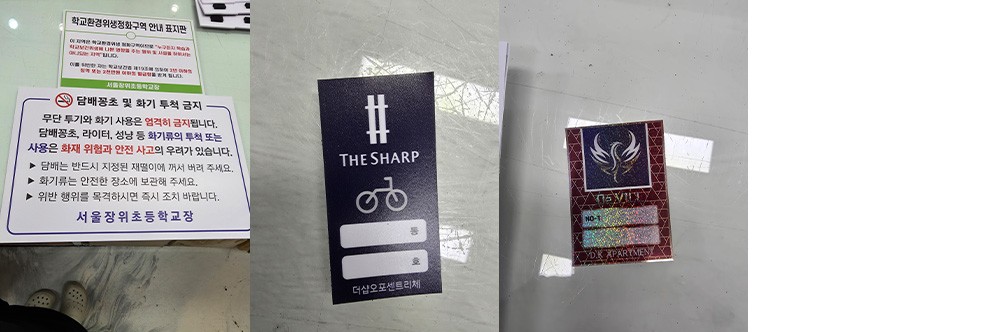 학교환경위생정화구역 안내 표지판
서울장위초등학교장
담배꽁초 및 화기 투척 금지
무단 투기와 화기 사용은 엄격히 금지됩니다.
담배꽁초, 라이터, 성냥 등 화기류의 투척 또는
사용은 화재 위험과 안전 사고의 우려가 있습니다.
▶ 담배는 반드시 지정된 재떨이에 꺼서 버려 주세요.
▶ 화기류는 안전한 장소에 보관해 주세요.
▶ 위반 행위를 목격하시면 즉시 조치 바랍니다.
서울장위초등학교장
THE SHARP
동
호
더샵오포센트리체
NO-1
D.K APARTMENT